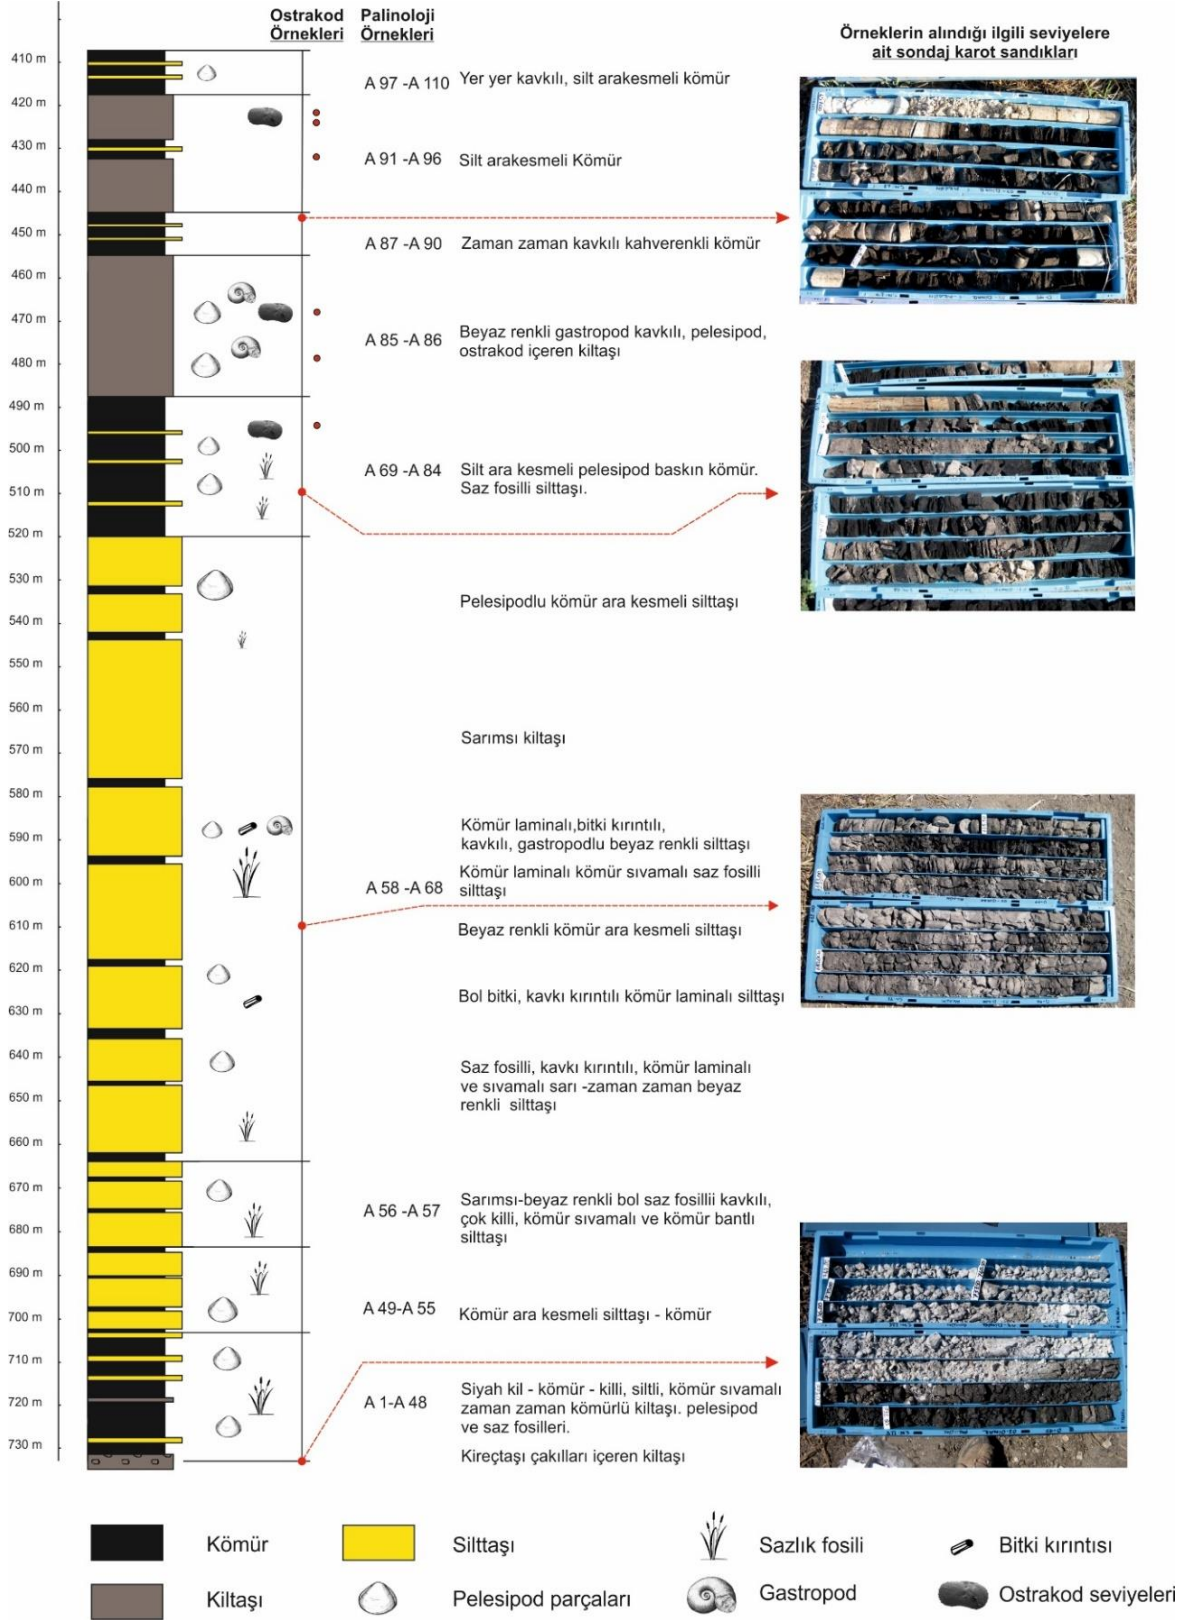 Ostrakod Örnekleri
Palinoloji Örnekleri
Örneklerin alındığı ilgili seviyelere
ait sondaj karot sandıkları
410 m
A 97 -A 110 Yer yer kavkılı, silt arakesmeli kömür
420 m
430 m
A 91 -A 96 Silt arakesmeli Kömür
440 m
450 m
A 87 -A 90 Zaman zaman kavkılı kahverenkli kömür
460 m
470 m
A 85 -A 86 Beyaz renkli gastropod kavkılı, pelesipod,
ostrakod içeren kiltaşı
480 m
490 m
500 m
A 69 -A 84 Silt ara kesmeli pelesipod baskın kömür.
Saz fosilli silttaşı.
510 m
520 m
530 m
Pelesipodlu kömür ara kesmeli silttaşı
540 m
550 m
560 m
Sarımsı kiltaşı
570 m
580 m
Kömür laminalı,bitki kırıntılı,
kavkılı, gastropodlu beyaz renkli silttaşı
590 m
A 58 -A 68 Kömür laminalı kömür sıvamalı saz fosilli
silttaşı
600 m
Beyaz renkli kömür ara kesmeli silttaşı
610 m
620 m
Bol bitki, kavkı kırıntılı kömür laminalı silttaşı
630 m
640 m
Saz fosilli, kavkı kırıntılı, kömür laminalı
ve sıvamalı sarı -zaman zaman beyaz
renkli silttaşı
650 m
660 m
670 m
A 56 -A 57 Sarımsı-beyaz renkli bol saz fosillii kavkılı,
çok killi, kömür sıvamalı ve kömür bantlı
silttaşı
680 m
690 m
A 49-A 55 Kömür ara kesmeli silttaşı - kömür
700 m
710 m
A 1-A 48 Siyah kil - kömür - killi, siltli, kömür sıvamalı
zaman zaman kömürlü kiltaşı. pelesipod
ve saz fosilleri.
720 m
730 m
Kireçtaşı çakılları içeren kiltaşı
Kömür
Silttaşı
Sazlık fosili
Bitki kırıntısı
Kiltaşı
Pelesipod parçaları
Gastropod
Ostrakod seviyeleri